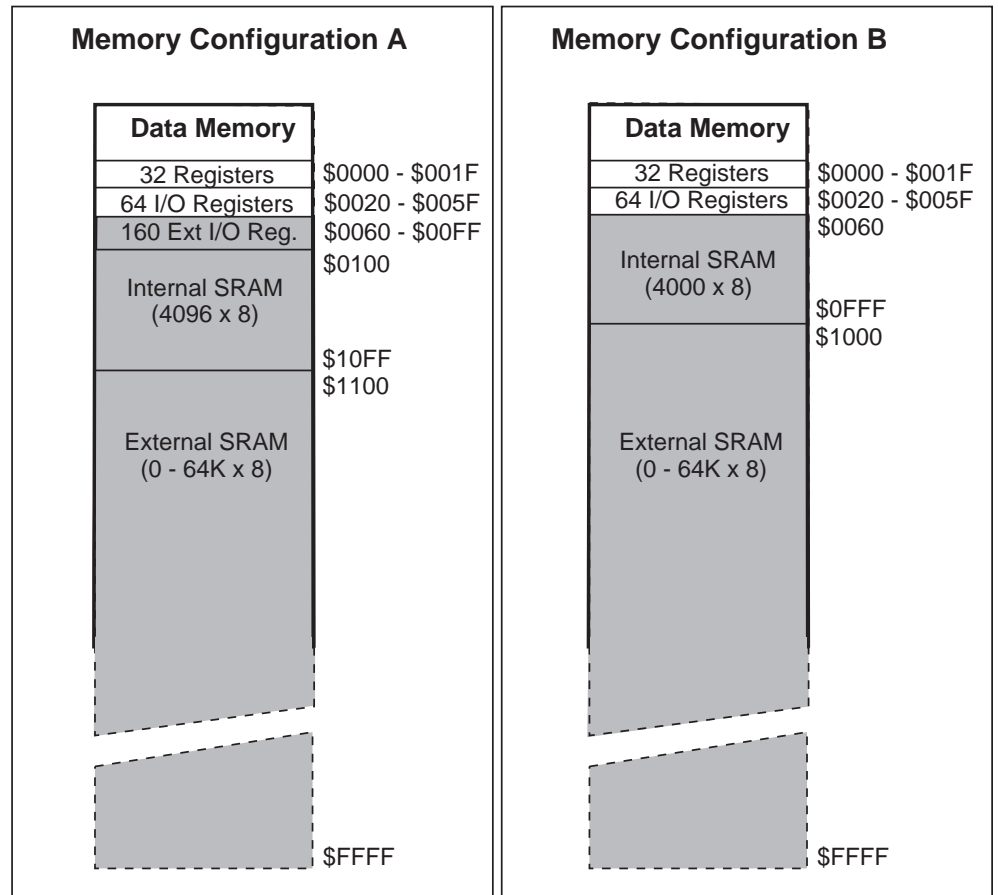 Memory Configuration A
Data Memory
32 Registers
$0000 - $001F
64 I/O Registers
$0020 - $005F
160 Ext I/O Reg.
$0060 - $00FF
$0100
Internal SRAM
(4096 x 8)
$10FF
$1100
External SRAM
(0 - 64K x 8)
$FFFF
Memory Configuration B
Data Memory
32 Registers
$0000 - $001F
64 I/O Registers
$0020 - $005F
$0060
Internal SRAM
(4000 x 8)
$0FFF
$1000
External SRAM
(0 - 64K x 8)
$FFFF